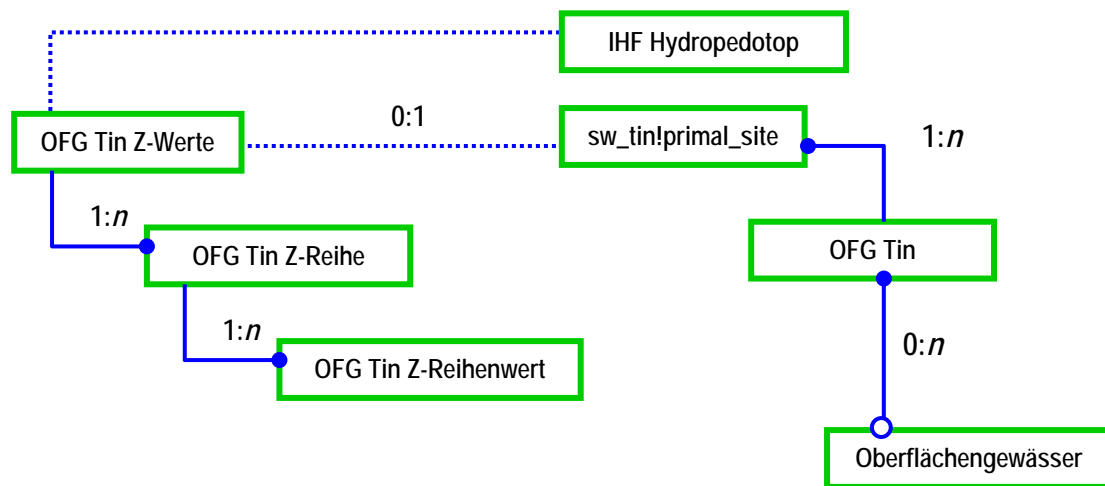 IHF Hydropedotop
OFG Tin Z-Werte
0:1
sw_tin!primal_site
1:n
1:n
OFG Tin Z-Reihe
OFG Tin
1:n
OFG Tin Z-Reihenwert
0:n
Oberflächengewässer